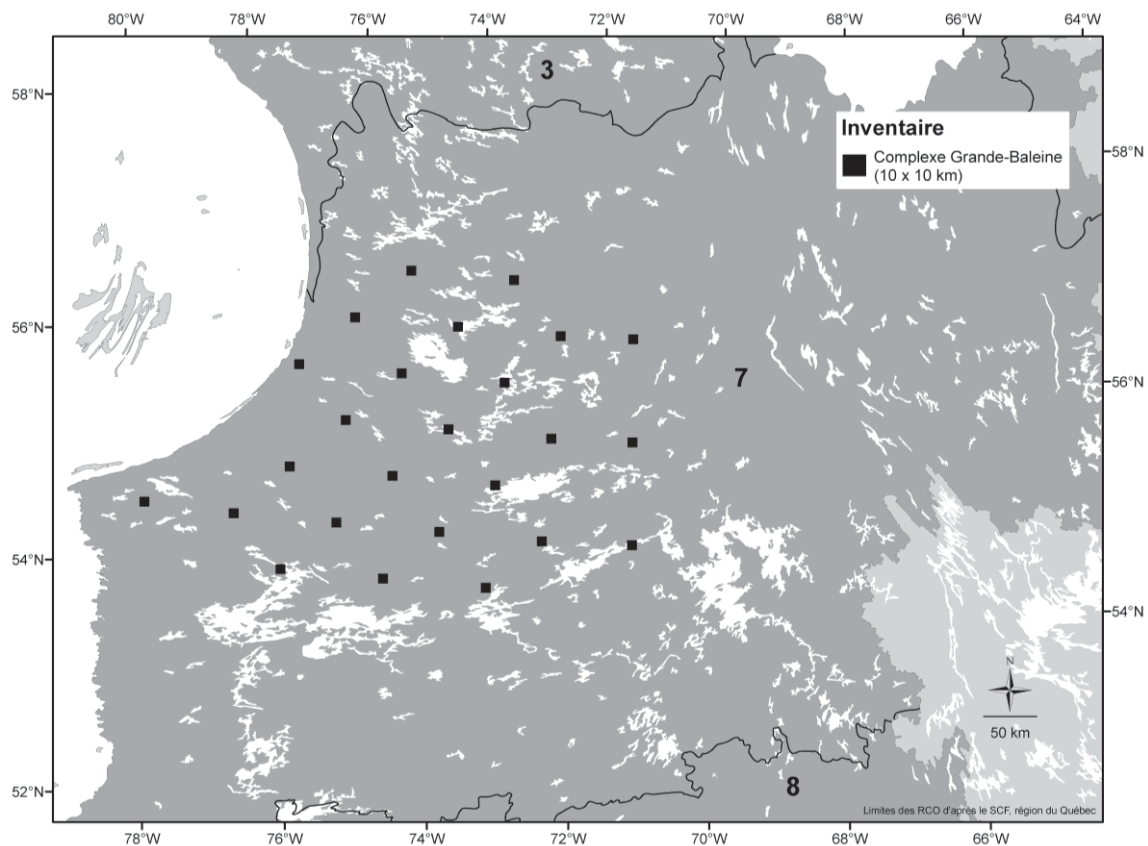 80°W 78°W 76°W 74°W 72°W 70°W 68°W 66°W 64°W
3
58°N
Inventaire
Complexe Grande-Baleine
(10 x 10 km)
58°N
56°N
7
56°N
54°N
54°N
N
50 km
8
52°N
Limites des RCO d'après le SCF, région du Québec
78°W 76°W 74°W 72°W 70°W 68°W 66°W